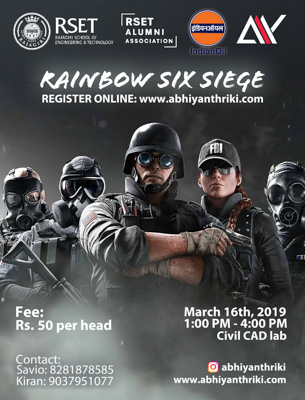 RSET
RAJAGIRI SCHOOL OF
ENGINEERING & TECHNOLOGY
RSET
ALUMNI
ASSOCIATION
इंडियनऑयल
IndianOil
RAINBOW SIX SIEGE
REGISTER ONLINE: www.abhiyanthriki.com
FBI
Fee:
Rs. 50 per head
March 16th, 2019
1:00 PM - 4:00 PM
Civil CAD lab
Contact:
Savio: 8281878585
Kiran: 9037951077
abhiyanthriki
www.abhiyanthriki.com